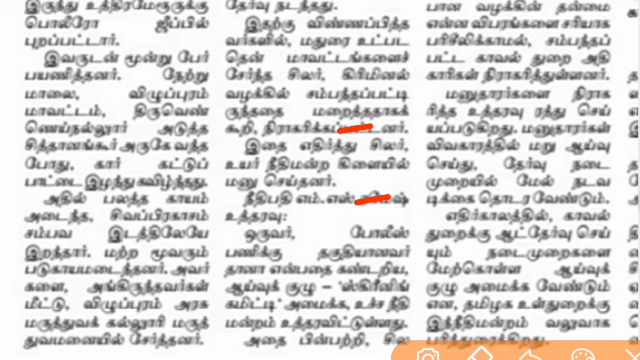 இருந்து உத்திரமேரூருக்கு
பொலிரோ ஜீப்பில்
புறப்பட்டார்.
இவருடன் மூன்று பேர்
பயணித்தனர். நேற்று
மாலை, விழுப்புரம்
மாவட்டம், திருவெண்
ணெய்நல்லூர் அடுத்த
சித்தானங்கூர் அருகே வந்த
போது, கார் கட்டுப்
பாட்டை இழந்து கவிழ்ந்தது.
அதில் பலத்த காயம்
அடைந்த, சிவப்பிரகாசம்
சம்பவ இடத்திலேயே
இறந்தார். மற்ற மூவரும்
படுகாயமடைந்தனர். அவர்
களை, அங்கிருந்தவர்கள்
மீட்டு, விழுப்புரம் அரசு
மருத்துவக் கல்லூரி மருத்
துவமனையில் சேர்த்தனர்.
தேர்வு நடந்தது.
இதற்கு விண்ணப்பித்த
வர்களில், மதுரை உட்பட
தென் மாவட்டங்களைச்
சேர்ந்த சிலர், கிரிமினல்
வழக்கில் சம்பந்தப்பட்டி
ருந்ததை மறைத்ததாகக்
கூறி, நிராகரிக்கப்பட்டனர்.
இதை எதிர்த்து சிலர்,
உயர் நீதிமன்ற கிளையில்
மனு செய்தனர்.
நீதிபதி எம்.எஸ்.
உத்தரவு:
ஒருவர், போலீஸ்
பணிக்கு தகுதியானவர்
தானா என்பதை கண்டறிய,
ஆய்வுக் குழு – 'ஸ்கிரீனிங்
கமிட்டி' அமைக்க, உச்ச நீதி
மன்றம் உத்தரவிட்டுள்ளது.
அதை பின்பற்றி, சில
பான வழக்கின் தன்மை
என்ன விபரங்களை சரியாக
பரிசீலிக்காமல், சம்பந்தப்
பட்ட காவல் துறை அதி
காரிகள் நிராகரித்துள்ளனர்.
மனுதாரர்களை நிராக
ரித்த உத்தரவு ரத்து செய்
யப்படுகிறது. மனுதாரர்கள்
விவகாரத்தில் மறு ஆய்வு
செய்து, தேர்வு நடை
முறையில் மேல் நடவ
டிக்கை தொடர வேண்டும்.
எதிர்காலத்தில், காவல்
துறைக்கு ஆட்தேர்வு செய்
யும் நடைமுறைகளை
மேற்கொள்ள ஆய்வுக்
குழு அமைக்க வேண்டும்
என, தமிழக உள்துறைக்கு
இந்நீதிமன்றம் வலுவாக
பரிந்துரைக்கிறது.